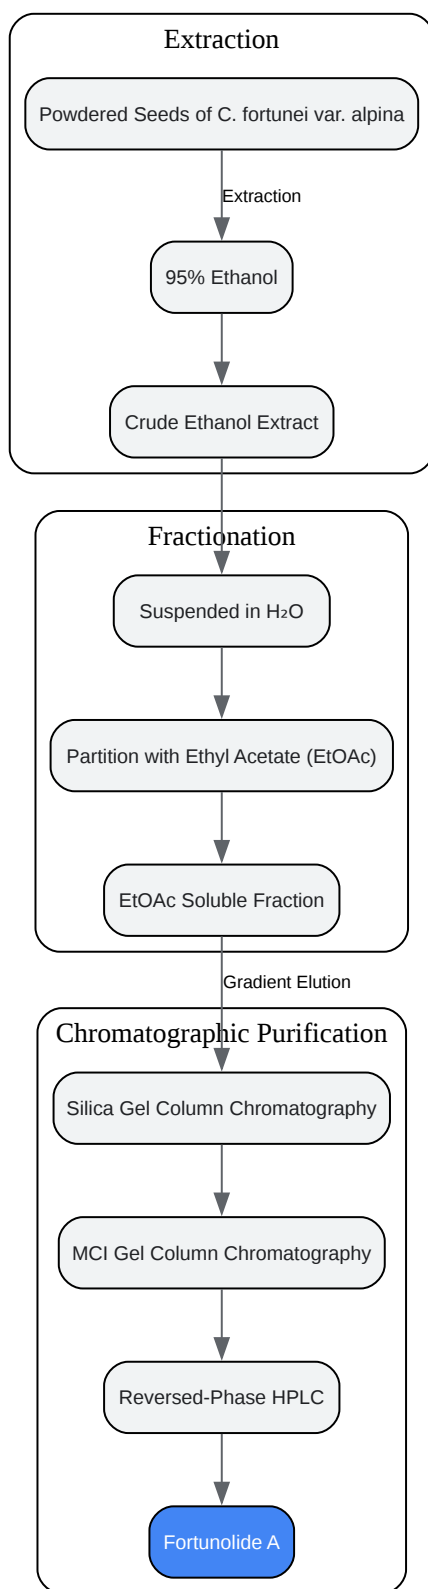 Extraction
Powdered Seeds of C. fortunei var. alpina
Extraction
95% Ethanol
Crude Ethanol Extract
Fractionation
Suspended in H₂O
Partition with Ethyl Acetate (EtOAc)
EtOAc Soluble Fraction
Gradient Elution
Chromatographic Purification
Silica Gel Column Chromatography
MCI Gel Column Chromatography
Reversed-Phase HPLC
Fortunolide A